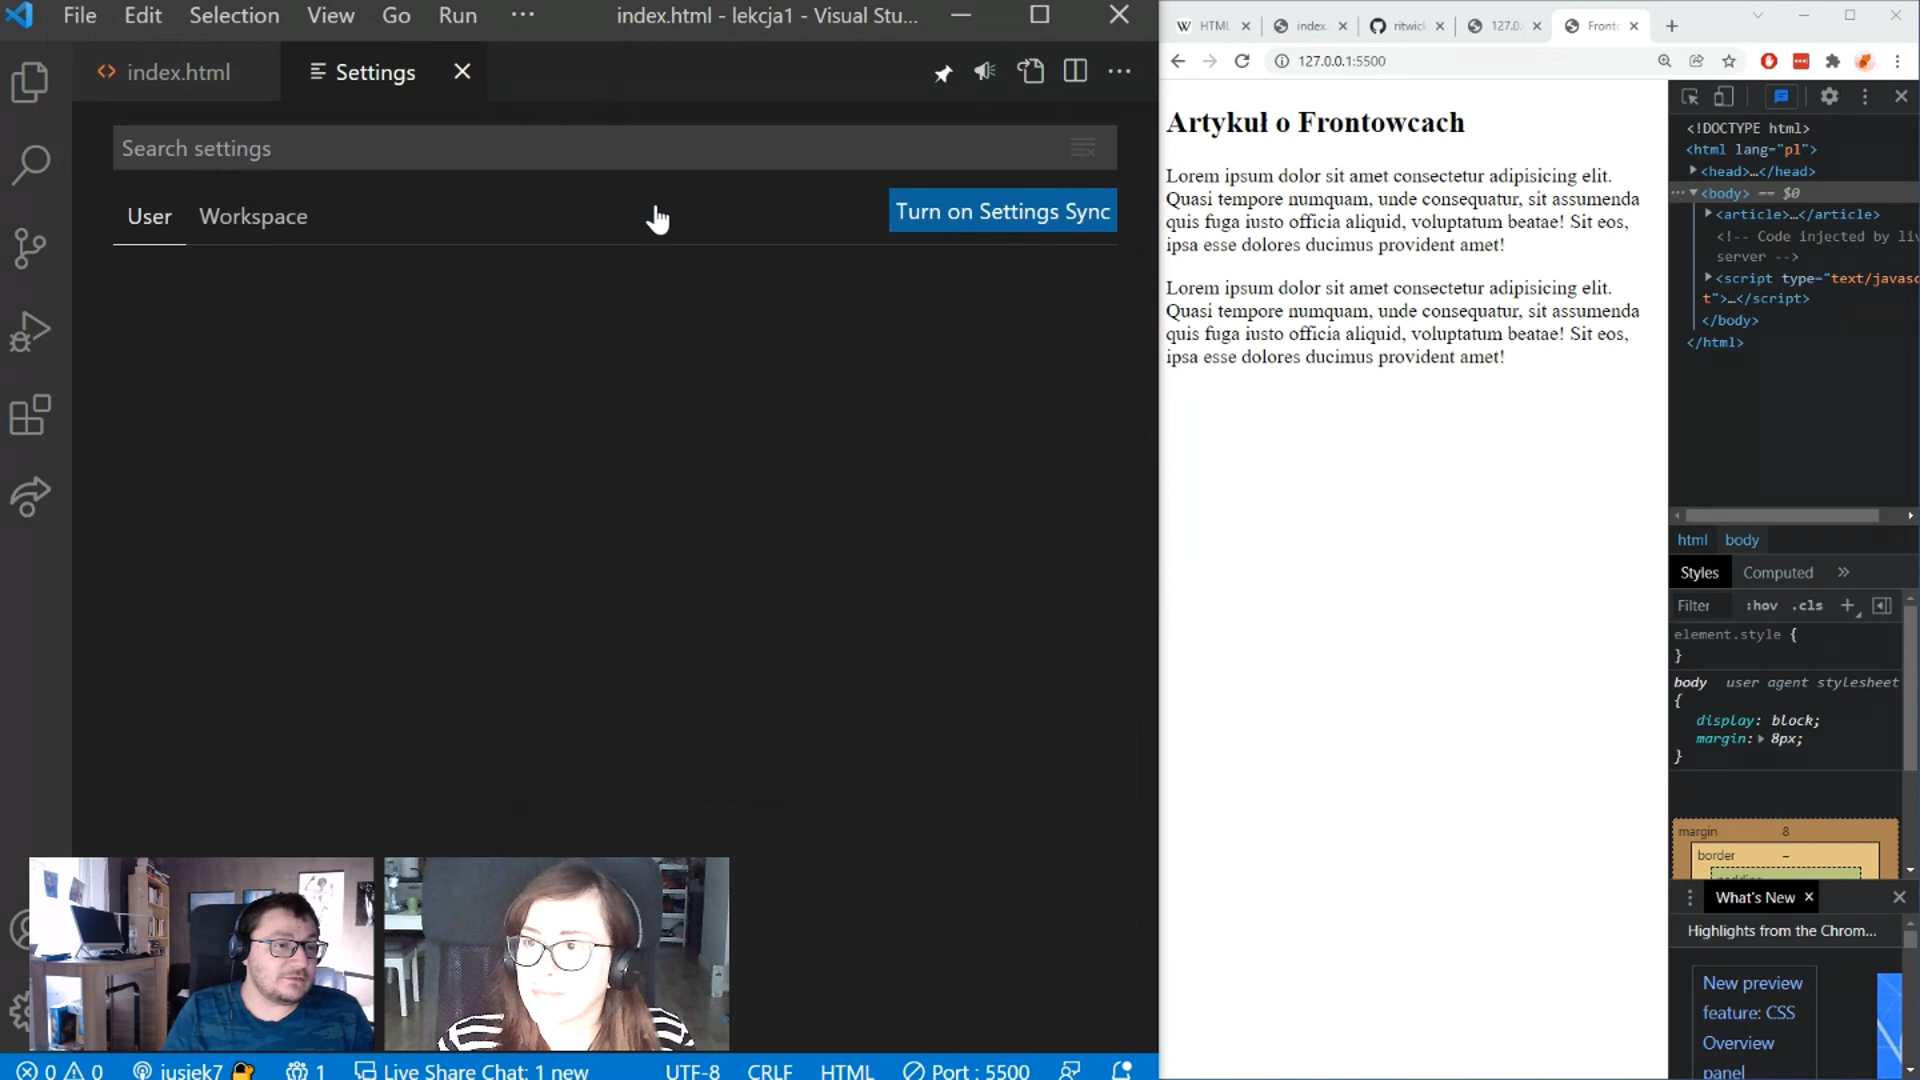 File Edit Selection View Go Run ··· index.html - lekcja1 - Visual Stu...
index.html Settings
Search settings
User Workspace Turn on Settings Sync
0 0 jusiek7 1 Live Share Chat: 1 new UTF-8 CRLF HTML Port : 5500
HTML index. ritwick 127.0. Fronto
127.0.0.1:5500
Artykuł o Frontowcach
Lorem ipsum dolor sit amet consectetur adipisicing elit.
Quasi tempore numquam, unde consequatur, sit assumenda
quis fuga iusto officia aliquid, voluptatum beatae! Sit eos,
ipsa esse dolores ducimus provident amet!
Lorem ipsum dolor sit amet consectetur adipisicing elit.
Quasi tempore numquam, unde consequatur, sit assumenda
quis fuga iusto officia aliquid, voluptatum beatae! Sit eos,
ipsa esse dolores ducimus provident amet!
<!DOCTYPE html>
<html lang="pl">
<head>…</head>
<body> == $0
<article>…</article>
<!-- Code injected by liv
server -->
<script type="text/javasc
t">…</script>
</body>
</html>
html body
Styles Computed
Filter :hov .cls
element.style {
}
body user agent stylesheet
{
display: block;
margin: 8px;
}
margin 8
border –
What's New
Highlights from the Chrom...
New preview
feature: CSS
Overview
panel